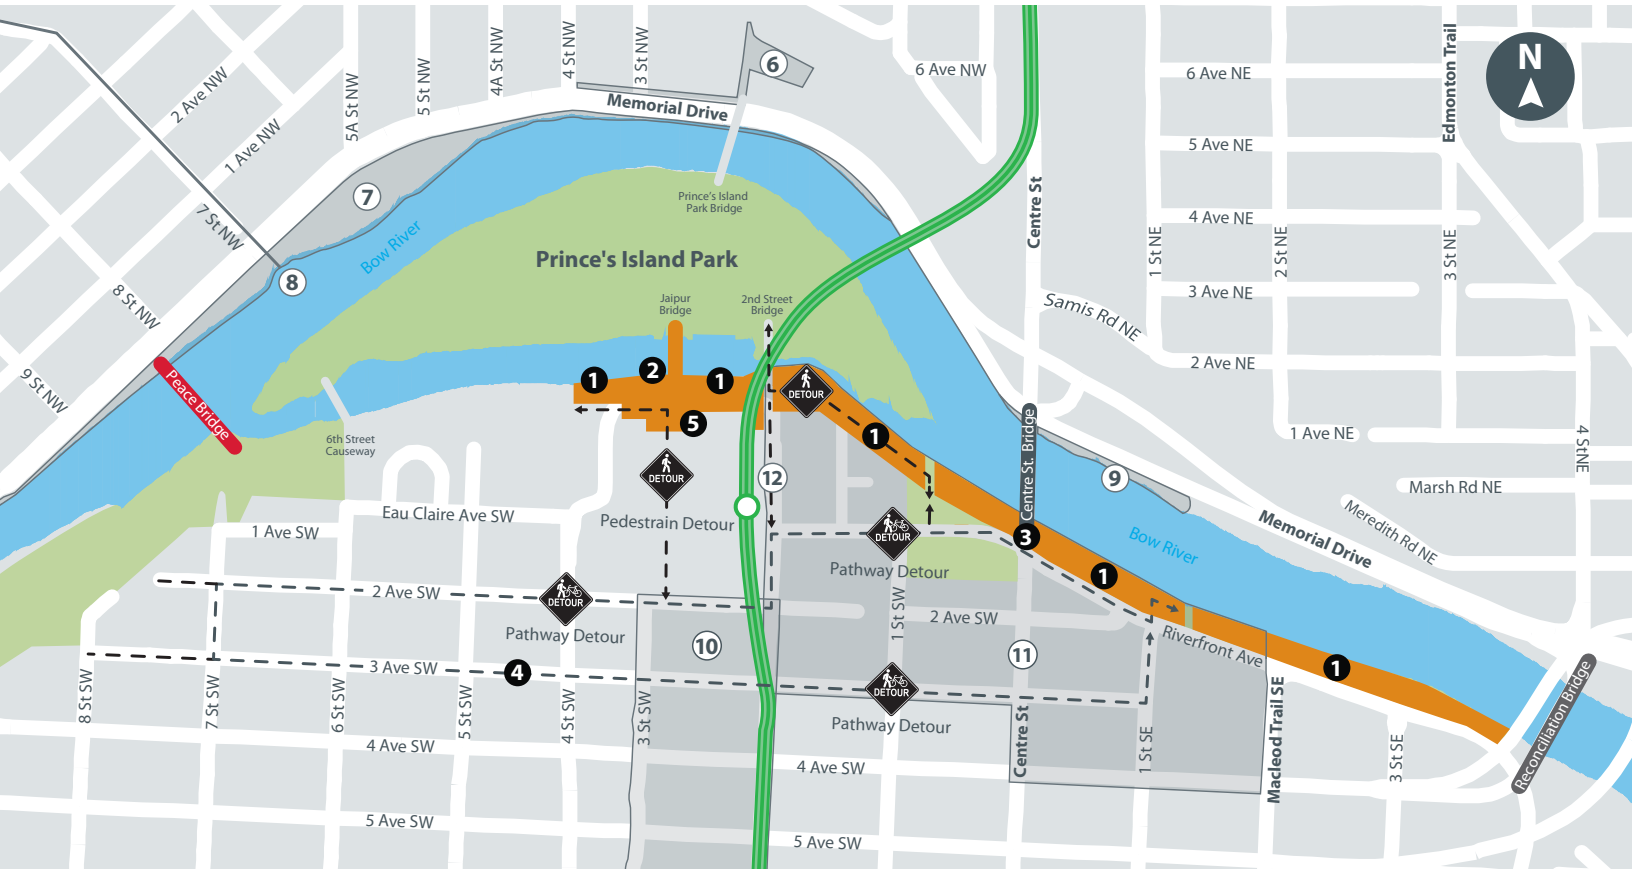 N
6
6 Ave NW
6 Ave NE
Edmonton Trail
4 St NW
3 St NW
4A St NW
5 St NW
5A St NW
2 Ave NW
1 Ave NW
Memorial Drive
5 Ave NE
7
Prince's Island
Park Bridge
Centre St
4 Ave NE
7 St NW
Bow River
Prince's Island Park
1 St NE
2 St NE
3 St NE
8
8 St NW
Jaipur
Bridge
2nd Street
Bridge
3 Ave NE
Samis Rd NE
2 Ave NE
9 St NW
Peace Bridge
1
2
1
DETOUR
5
1
6th Street
Causeway
1 Ave NE
4 StNE
Centre St. Bridge
9
DETOUR
12
Marsh Rd NE
Meredith Rd NE
Memorial Drive
Eau Claire Ave SW
Pedestrain Detour
1 Ave SW
DETOUR
3
Bow River
Pathway Detour
1
2 Ave SW
DETOUR
Pathway Detour
1 St SW
2 Ave SW
10
11
Riverfront Ave
3 Ave SW
4
1
DETOUR
Pathway Detour
8 St SW
7 St SW
6 St SW
5 St SW
4 St SW
3 St SW
Centre St
1 St SE
Macleod Trail SE
3 St SE
Reconciliation Bridge
4 Ave SW
4 Ave SW
5 Ave SW
5 Ave SW